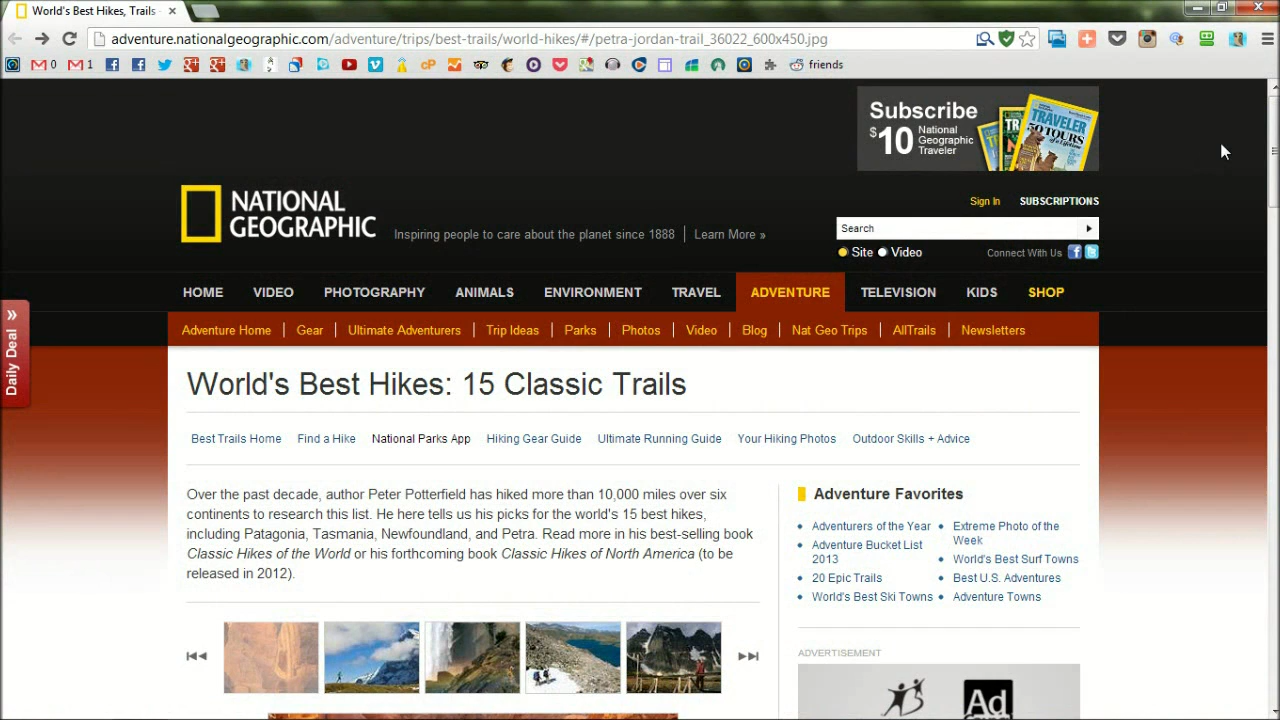 World's Best Hikes, Trails
adventure.nationalgeographic.com/adventure/trips/best-trails/world-hikes/#/petra-jordan-trail_36022_600x450.jpg
0 1 friends
Subscribe
$10 National Geographic Traveler
TRAVELER
50 TOURS
NATIONAL
GEOGRAPHIC
Inspiring people to care about the planet since 1888 | Learn More »
Sign In SUBSCRIPTIONS
Search
Site Video
Connect With Us
HOME VIDEO PHOTOGRAPHY ANIMALS ENVIRONMENT TRAVEL ADVENTURE TELEVISION KIDS SHOP
Adventure Home | Gear | Ultimate Adventurers | Trip Ideas | Parks | Photos | Video | Blog | Nat Geo Trips | AllTrails | Newsletters
Daily Deal »
World's Best Hikes: 15 Classic Trails
Best Trails Home Find a Hike National Parks App Hiking Gear Guide Ultimate Running Guide Your Hiking Photos Outdoor Skills + Advice
Over the past decade, author Peter Potterfield has hiked more than 10,000 miles over six
continents to research this list. He here tells us his picks for the world's 15 best hikes,
including Patagonia, Tasmania, Newfoundland, and Petra. Read more in his best-selling book
Classic Hikes of the World or his forthcoming book Classic Hikes of North America (to be
released in 2012).
Adventure Favorites
Adventurers of the Year
Adventure Bucket List
2013
20 Epic Trails
World's Best Ski Towns
Extreme Photo of the
Week
World's Best Surf Towns
Best U.S. Adventures
Adventure Towns
ADVERTISEMENT
Ad